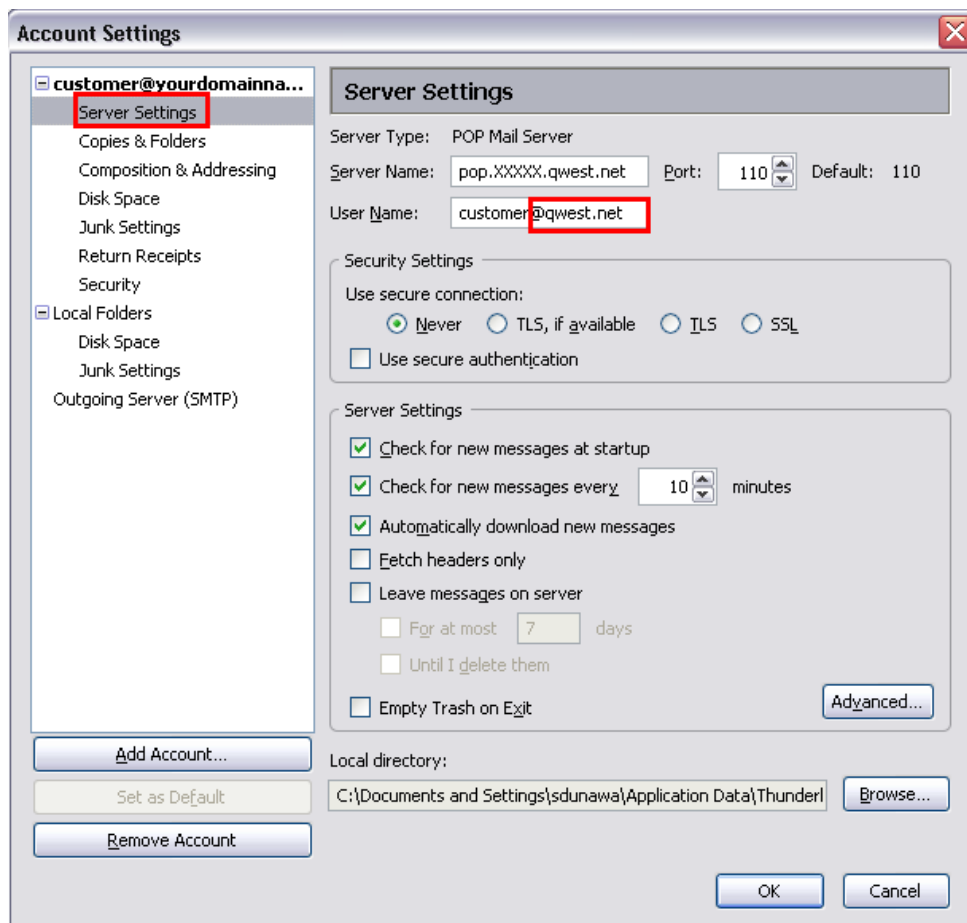 Account Settings
customer@yourdomainna...
Server Settings
Copies & Folders
Composition & Addressing
Disk Space
Junk Settings
Return Receipts
Security
Local Folders
Disk Space
Junk Settings
Outgoing Server (SMTP)
Add Account...
Set as Default
Remove Account
Server Settings
Server Type: POP Mail Server
Server Name: pop.XXXXX.qwest.net Port: 110 Default: 110
User Name: customer@qwest.net
Security Settings
Use secure connection:
Never TLS, if available TLS SSL
Use secure authentication
Server Settings
Check for new messages at startup
Check for new messages every 10 minutes
Automatically download new messages
Fetch headers only
Leave messages on server
For at most 7 days
Until I delete them
Empty Trash on Exit Advanced...
Local directory:
C:\Documents and Settings\sdunawa\Application Data\Thunderl Browse...
OK Cancel